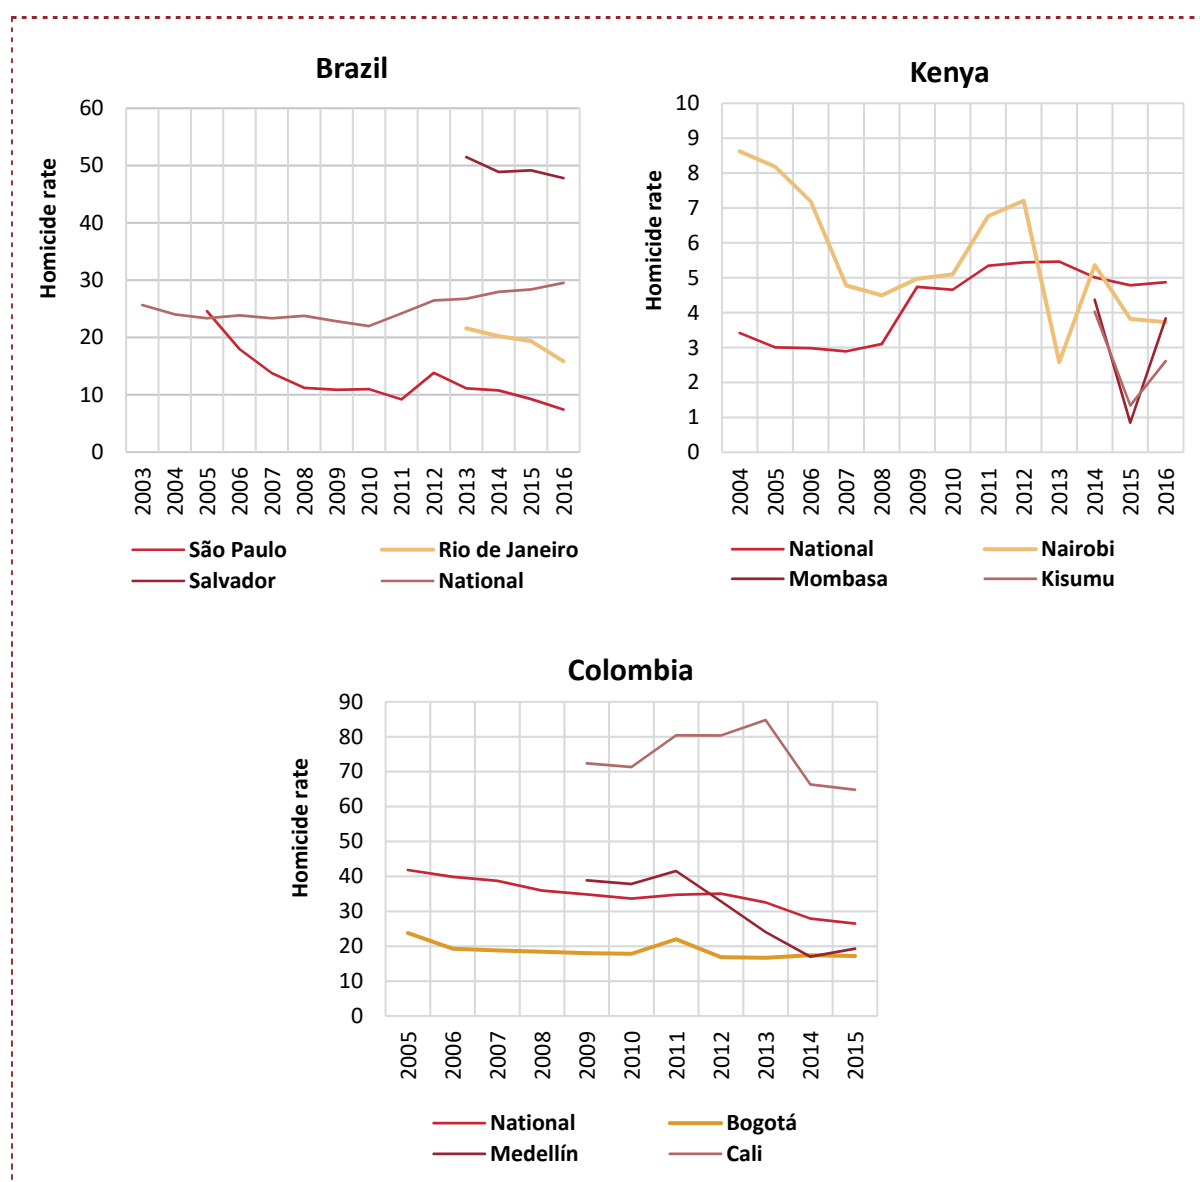 Brazil
Homicide rate
60
50
40
30
20
10
0
2003 2004 2005 2006 2007 2008 2009 2010 2011 2012 2013 2014 2015 2016
São Paulo Rio de Janeiro
Salvador National
Kenya
Homicide rate
10
9
8
7
6
5
4
3
2
1
0
2004 2005 2006 2007 2008 2009 2010 2011 2012 2013 2014 2015 2016
National Nairobi
Mombasa Kisumu
Colombia
Homicide rate
90
80
70
60
50
40
30
20
10
0
2005 2006 2007 2008 2009 2010 2011 2012 2013 2014 2015
National Bogotá
Medellín Cali